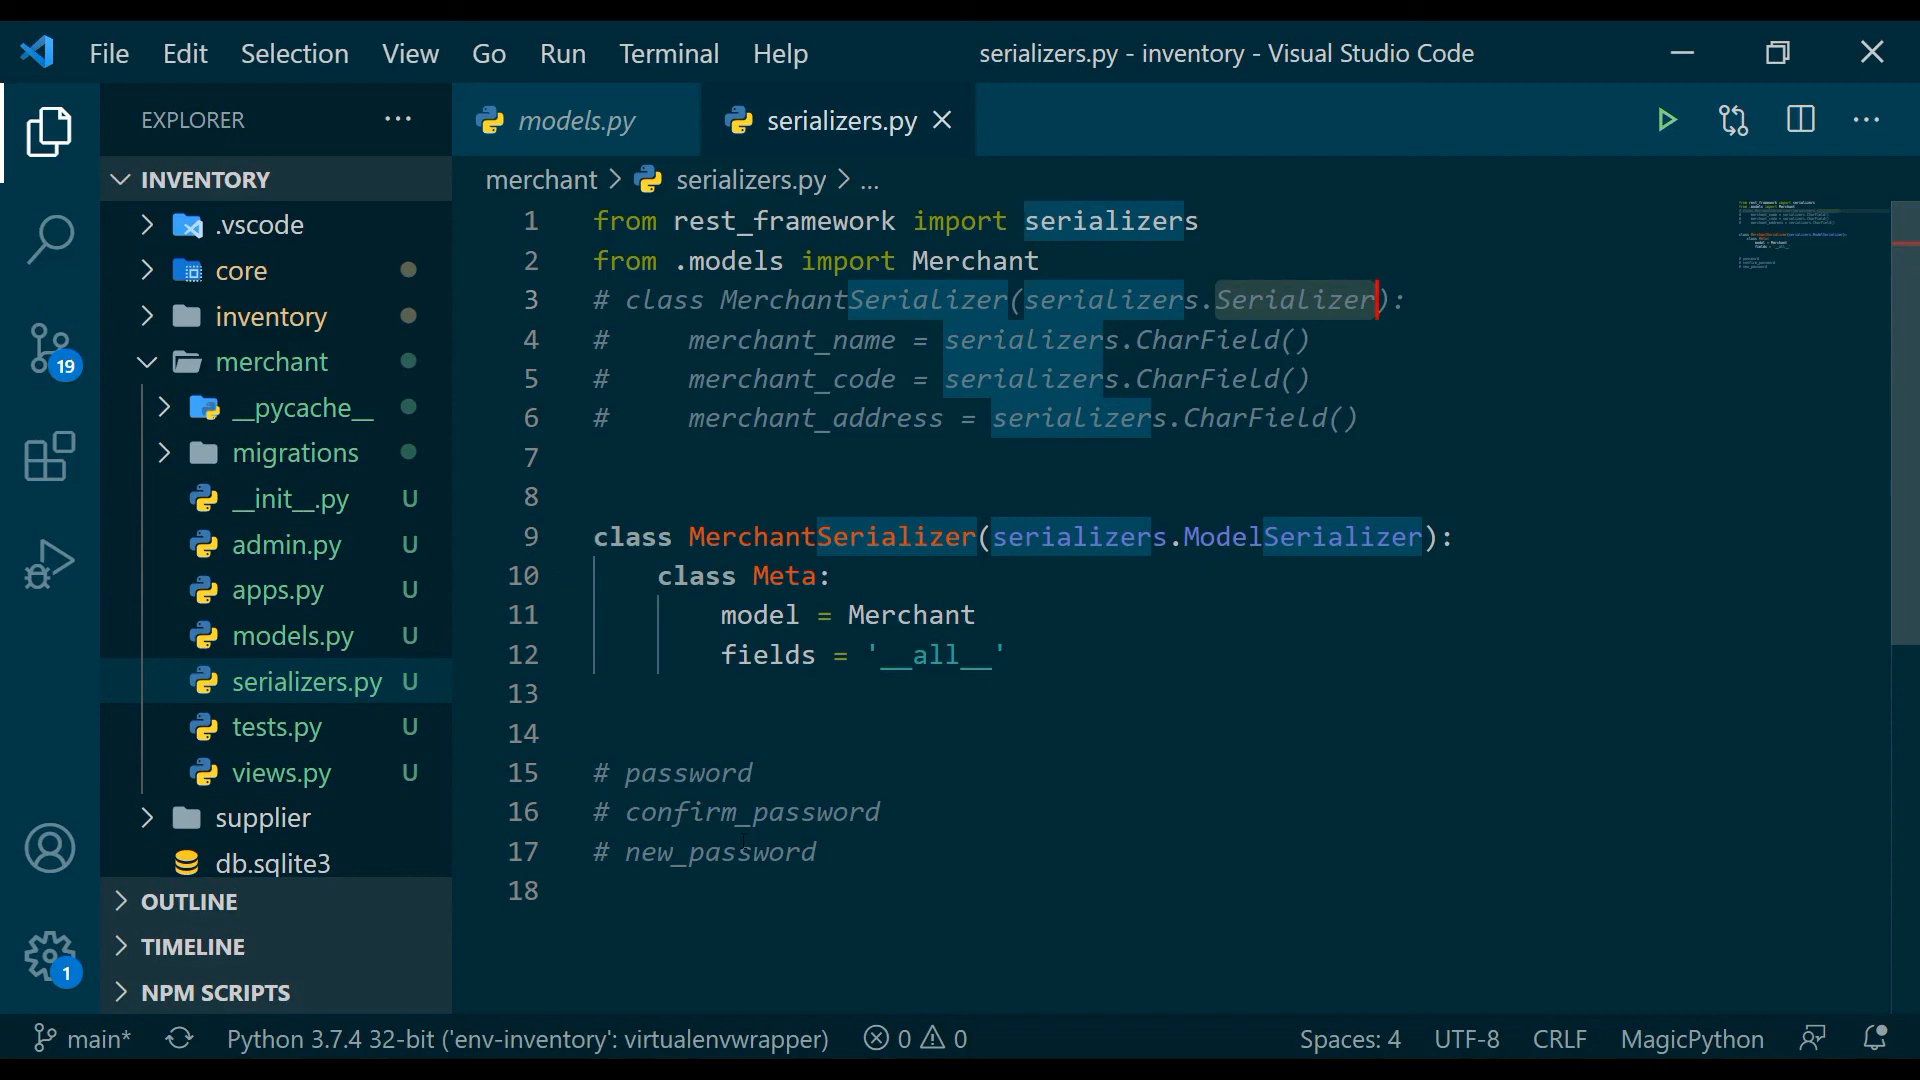 File Edit Selection View Go Run Terminal Help serializers.py - inventory - Visual Studio Code
EXPLORER
models.py serializers.py
INVENTORY
merchant > serializers.py > ...
.vscode
core
inventory
merchant
__pycache__
migrations
__init__.py U
admin.py U
apps.py U
models.py U
serializers.py U
tests.py U
views.py U
supplier
db.sqlite3
OUTLINE
TIMELINE
NPM SCRIPTS
19
1
1 from rest_framework import serializers
2 from .models import Merchant
3 # class MerchantSerializer(serializers.Serializer):
4 #     merchant_name = serializers.CharField()
5 #     merchant_code = serializers.CharField()
6 #     merchant_address = serializers.CharField()
7
8
9 class MerchantSerializer(serializers.ModelSerializer):
10     class Meta:
11         model = Merchant
12         fields = '__all__'
13
14
15 # password
16 # confirm_password
17 # new_password
18
main* Python 3.7.4 32-bit ('env-inventory': virtualenvwrapper) 0 0 Spaces: 4 UTF-8 CRLF MagicPython